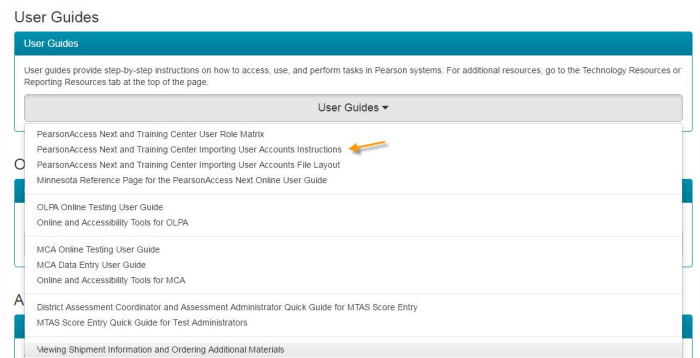 User Guides
User Guides
User guides provide step-by-step instructions on how to access, use, and perform tasks in Pearson systems. For additional resources, go to the Technology Resources or
Reporting Resources tab at the top of the page.
User Guides
PearsonAccess Next and Training Center User Role Matrix
PearsonAccess Next and Training Center Importing User Accounts Instructions
PearsonAccess Next and Training Center Importing User Accounts File Layout
Minnesota Reference Page for the PearsonAccess Next Online User Guide
O
OLPA Online Testing User Guide
Online and Accessibility Tools for OLPA
MCA Online Testing User Guide
MCA Data Entry User Guide
Online and Accessibility Tools for MCA
A
District Assessment Coordinator and Assessment Administrator Quick Guide for MTAS Score Entry
MTAS Score Entry Quick Guide for Test Administrators
Viewing Shipment Information and Ordering Additional Materials